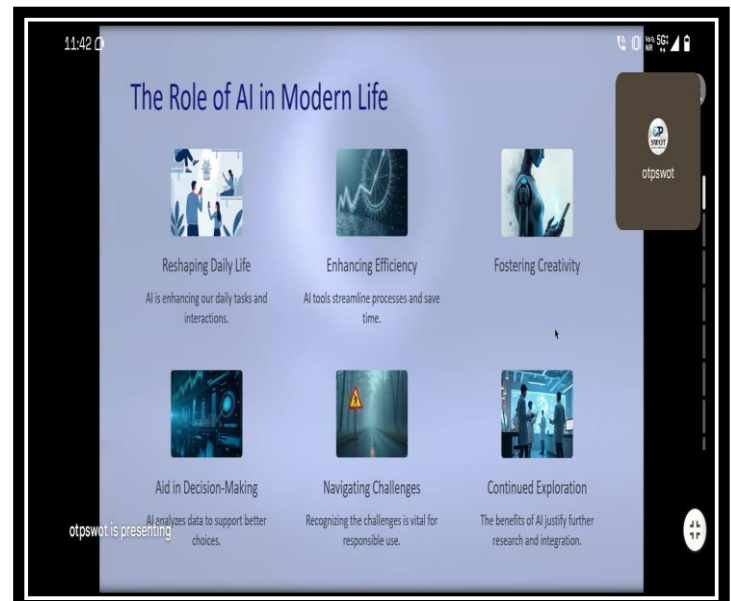 11:42
5G
The Role of AI in Modern Life
SWOT
otpswot
Reshaping Daily Life
AI is enhancing our daily tasks and
interactions.
Enhancing Efficiency
AI tools streamline processes and save
time.
Fostering Creativity
Aid in Decision-Making
AI analyzes data to support better
choices.
Navigating Challenges
Recognizing the challenges is vital for
responsible use.
Continued Exploration
The benefits of AI justify further
research and integration.
otpswot is presenting